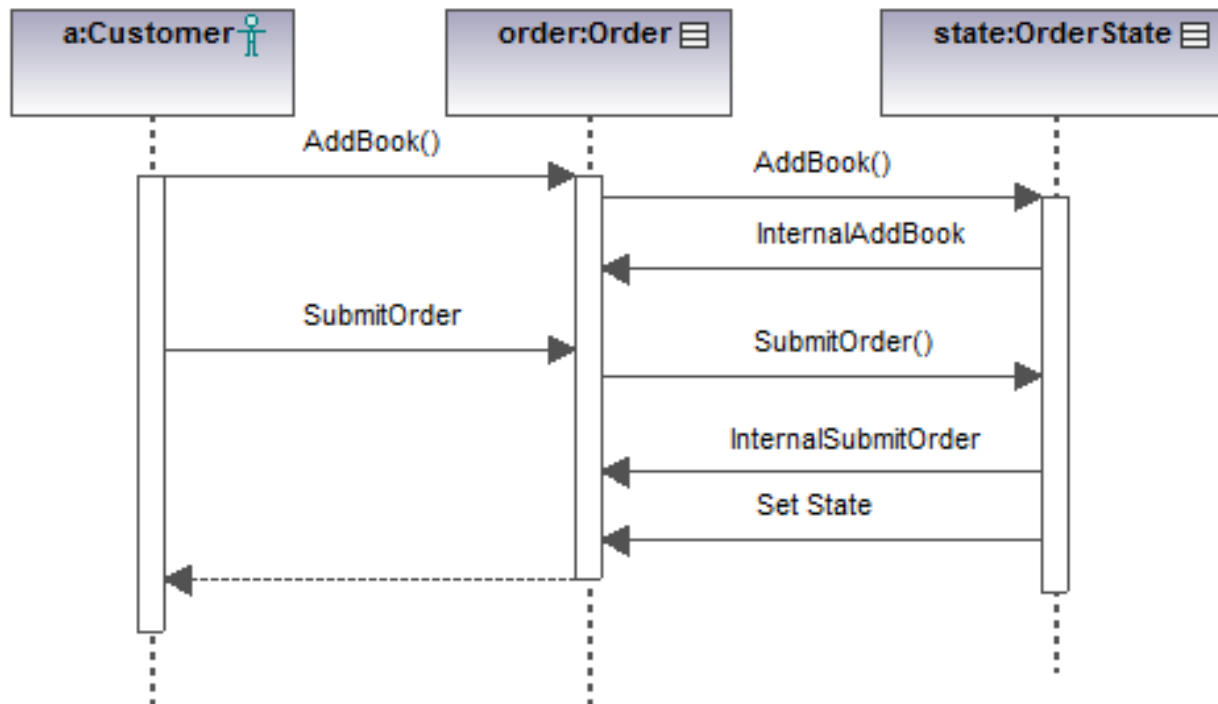 a:Customer
order:Order
state:OrderState
AddBook()
AddBook()
InternalAddBook
SubmitOrder
SubmitOrder()
InternalSubmitOrder
Set State